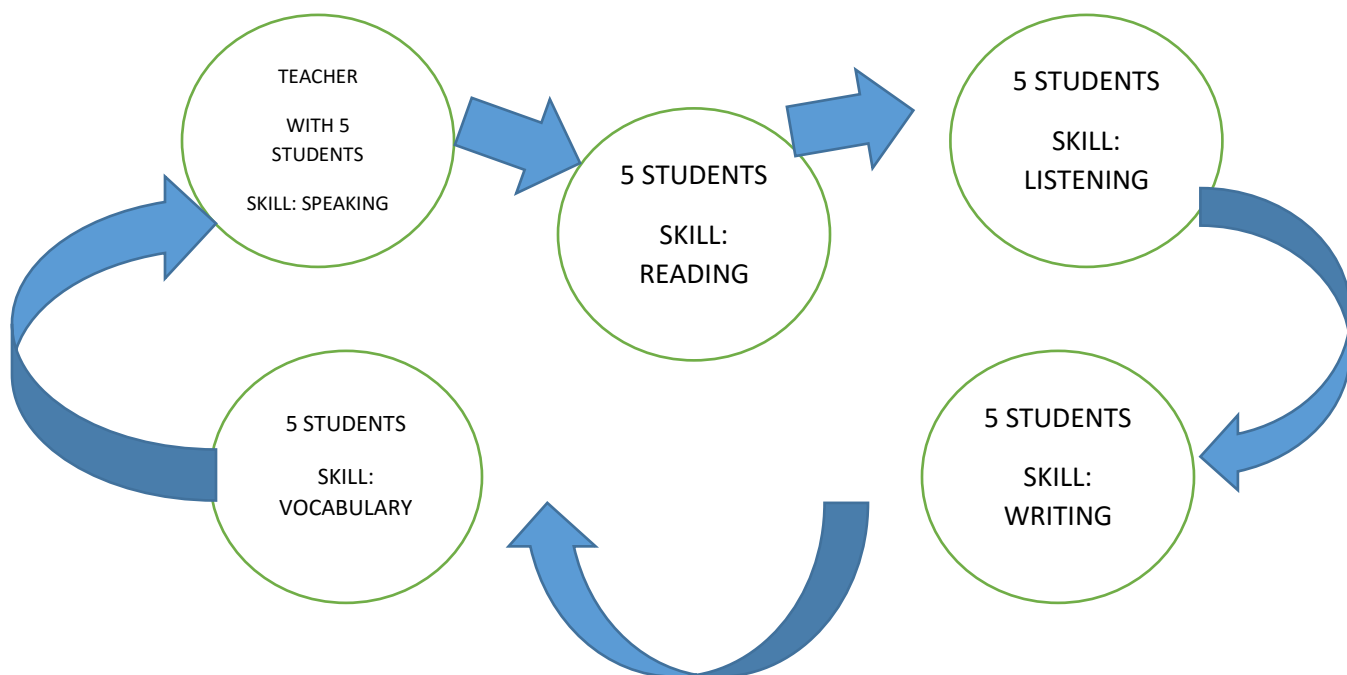 TEACHER
WITH 5
STUDENTS
SKILL: SPEAKING
5 STUDENTS
SKILL:
READING
5 STUDENTS
SKILL:
LISTENING
5 STUDENTS
SKILL:
WRITING
5 STUDENTS
SKILL:
VOCABULARY